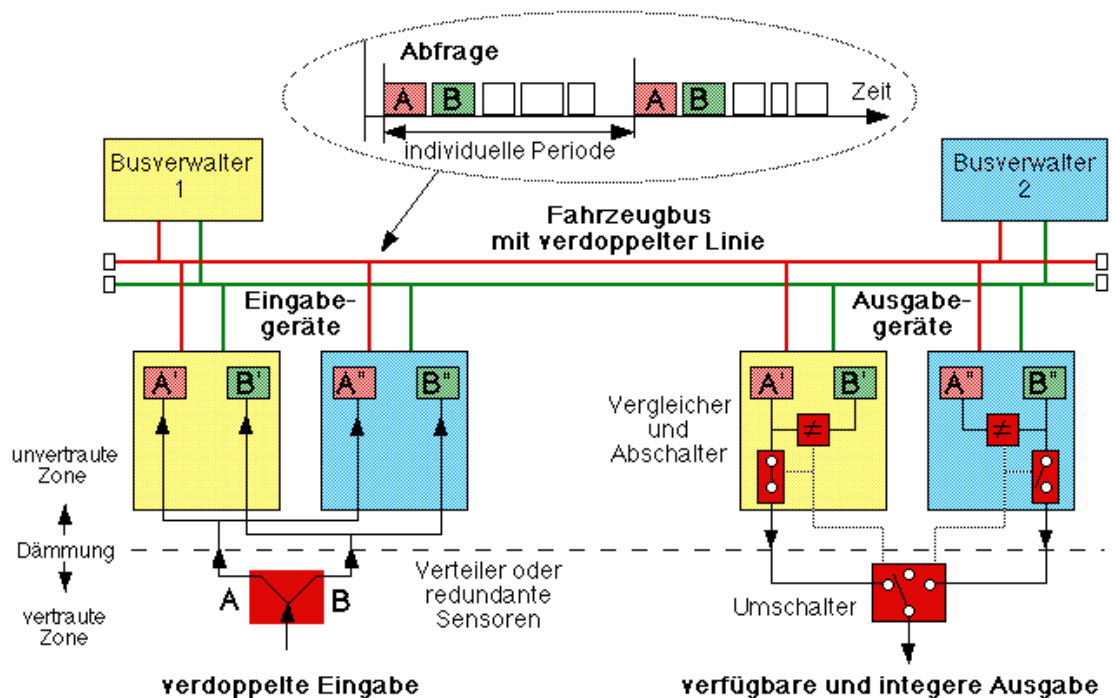 Abfrage
A B A B Zeit
individuelle Periode
Busverwalter
1
Busverwalter
2
Fahrzeugbus
mit verdoppelter Linie
Eingabe-
geräte
Ausgabe-
geräte
A' B' A" B" A' B' A" B"
Vergleicher
und
Abschalter
≠ ≠
unvertraute
Zone
Dämmung
vertraute
Zone
A B
Verteiler oder
redundante
Sensoren
Umschalter
verdoppelte Eingabe
verfügbare und integere Ausgabe